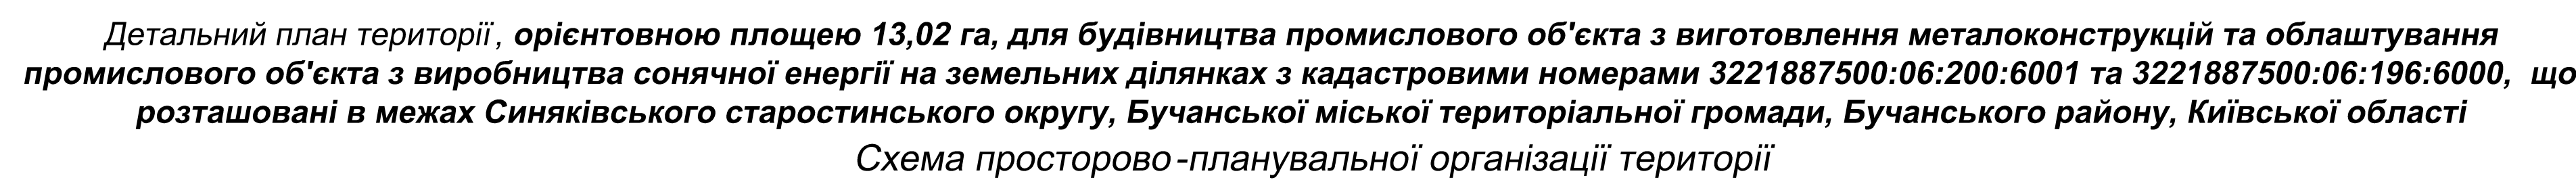 Детальний план території, орієнтовною площею 13,02 га, для будівництва промислового об'єкта з виготовлення металоконструкцій та облаштування
промислового об'єкта з виробництва сонячної енергії на земельних ділянках з кадастровими номерами 3221887500:06:200:6001 та 3221887500:06:196:6000, що
розташовані в межах Синяківського старостинського округу, Бучанської міської територіальної громади, Бучанського району, Київської області
Схема просторово-планувальної організації території